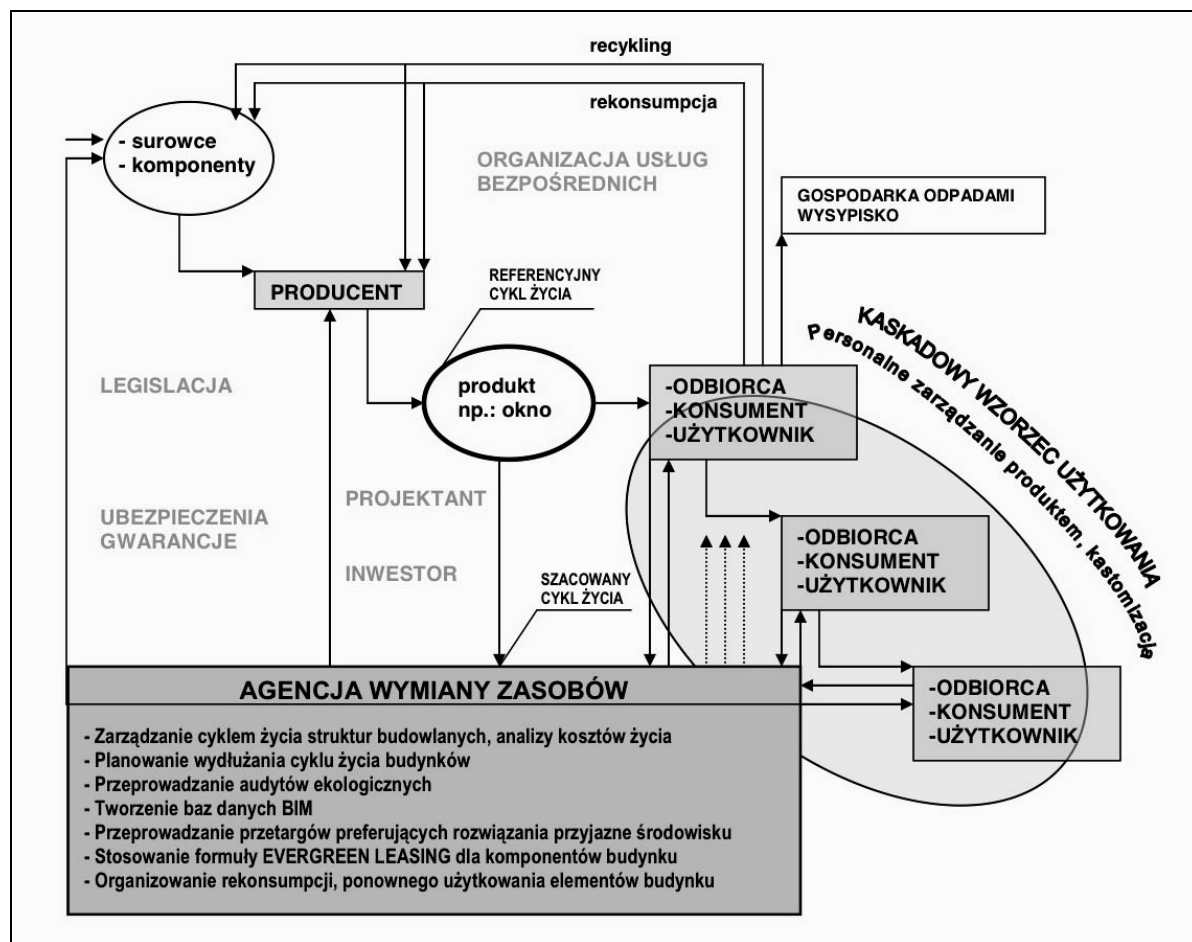 recykling
rekonsumpcja
- surowce
- komponenty
ORGANIZACJA USŁUG
BEZPOŚREDNICH
GOSPODARKA ODPADAMI
WYSYPISKO
PRODUCENT
REFERENCYJNY
CYKL ŻYCIA
KASKADOWY WZORZEC UŻYTKOWANIA
Personalne zarządzanie produktem, kastomizacja
LEGISLACJA
produkt
np.: okno
-ODBIORCA
-KONSUMENT
-UŻYTKOWNIK
PROJEKTANT
UBEZPIECZENIA
GWARANCJE
INWESTOR
-ODBIORCA
-KONSUMENT
-UŻYTKOWNIK
SZACOWANY
CYKL ŻYCIA
AGENCJA WYMIANY ZASOBÓW
-ODBIORCA
-KONSUMENT
-UŻYTKOWNIK
- Zarządzanie cyklem życia struktur budowlanych, analizy kosztów życia
- Planowanie wydłużania cyklu życia budynków
- Przeprowadzanie audytów ekologicznych
- Tworzenie baz danych BIM
- Przeprowadzanie przetargów preferujących rozwiązania przyjazne środowisku
- Stosowanie formuły EVERGREEN LEASING dla komponentów budynku
- Organizowanie rekonsumpcji, ponownego użytkowania elementów budynku